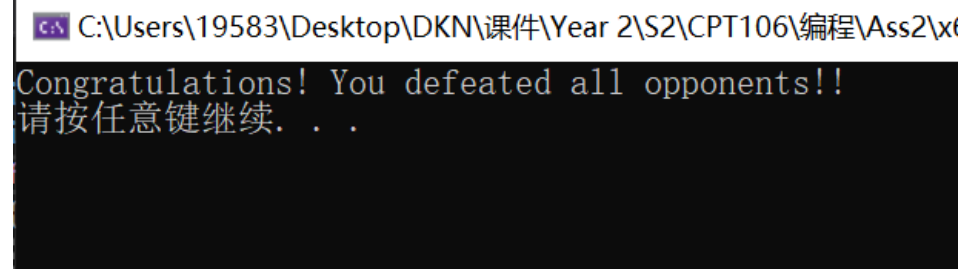 C:\Users\19583\Desktop\DKN\课件\Year 2\S2\CPT106\编程\Ass2\x6
Congratulations! You defeated all opponents!!
请按任意键继续. . .